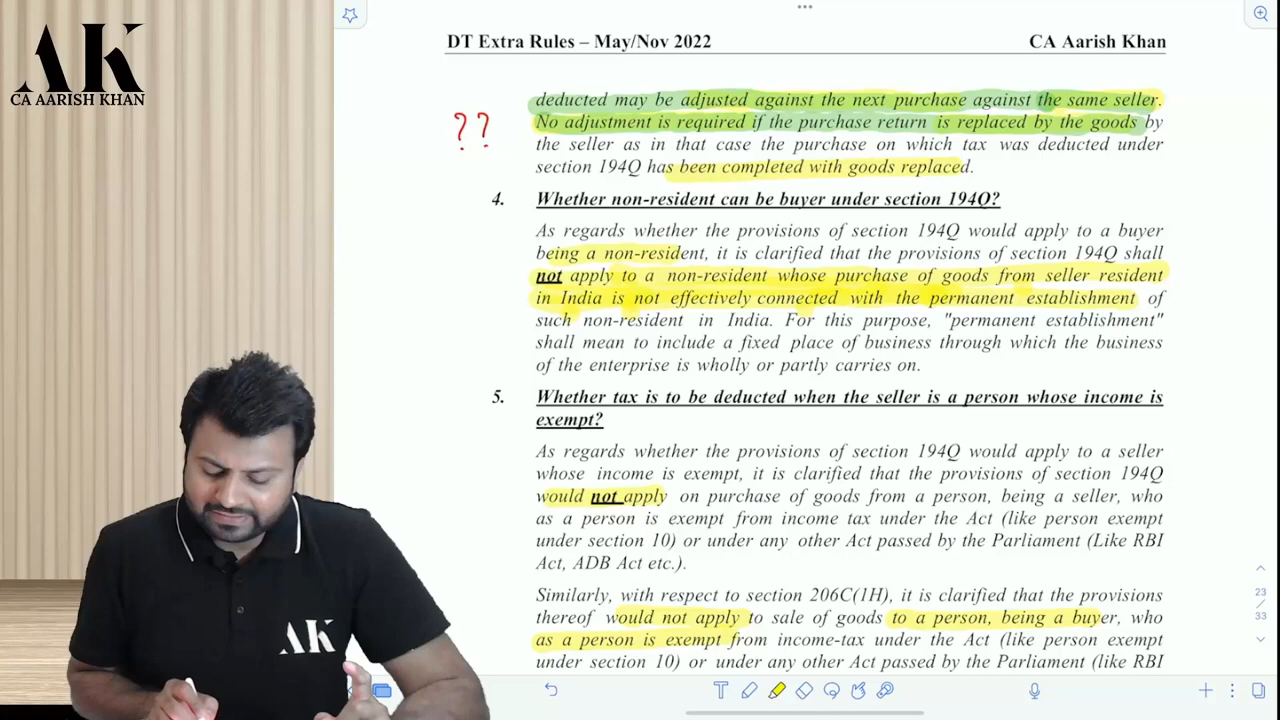 AK
CA AARISH KHAN
DT Extra Rules – May/Nov 2022
CA Aarish Khan
deducted may be adjusted against the next purchase against the same seller.
??
No adjustment is required if the purchase return is replaced by the goods by
the seller as in that case the purchase on which tax was deducted under
section 194Q has been completed with goods replaced.
4. Whether non-resident can be buyer under section 194Q?
As regards whether the provisions of section 194Q would apply to a buyer
being a non-resident, it is clarified that the provisions of section 194Q shall
not apply to a non-resident whose purchase of goods from seller resident
in India is not effectively connected with the permanent establishment of
such non-resident in India. For this purpose, "permanent establishment"
shall mean to include a fixed place of business through which the business
of the enterprise is wholly or partly carries on.
5. Whether tax is to be deducted when the seller is a person whose income is
exempt?
As regards whether the provisions of section 194Q would apply to a seller
whose income is exempt, it is clarified that the provisions of section 194Q
would not apply on purchase of goods from a person, being a seller, who
as a person is exempt from income tax under the Act (like person exempt
under section 10) or under any other Act passed by the Parliament (Like RBI
Act, ADB Act etc.).
Similarly, with respect to section 206C(1H), it is clarified that the provisions
thereof would not apply to sale of goods to a person, being a buyer, who
as a person is exempt from income-tax under the Act (like person exempt
under section 10) or under any other Act passed by the Parliament (like RBI
23
/
33
AK
T